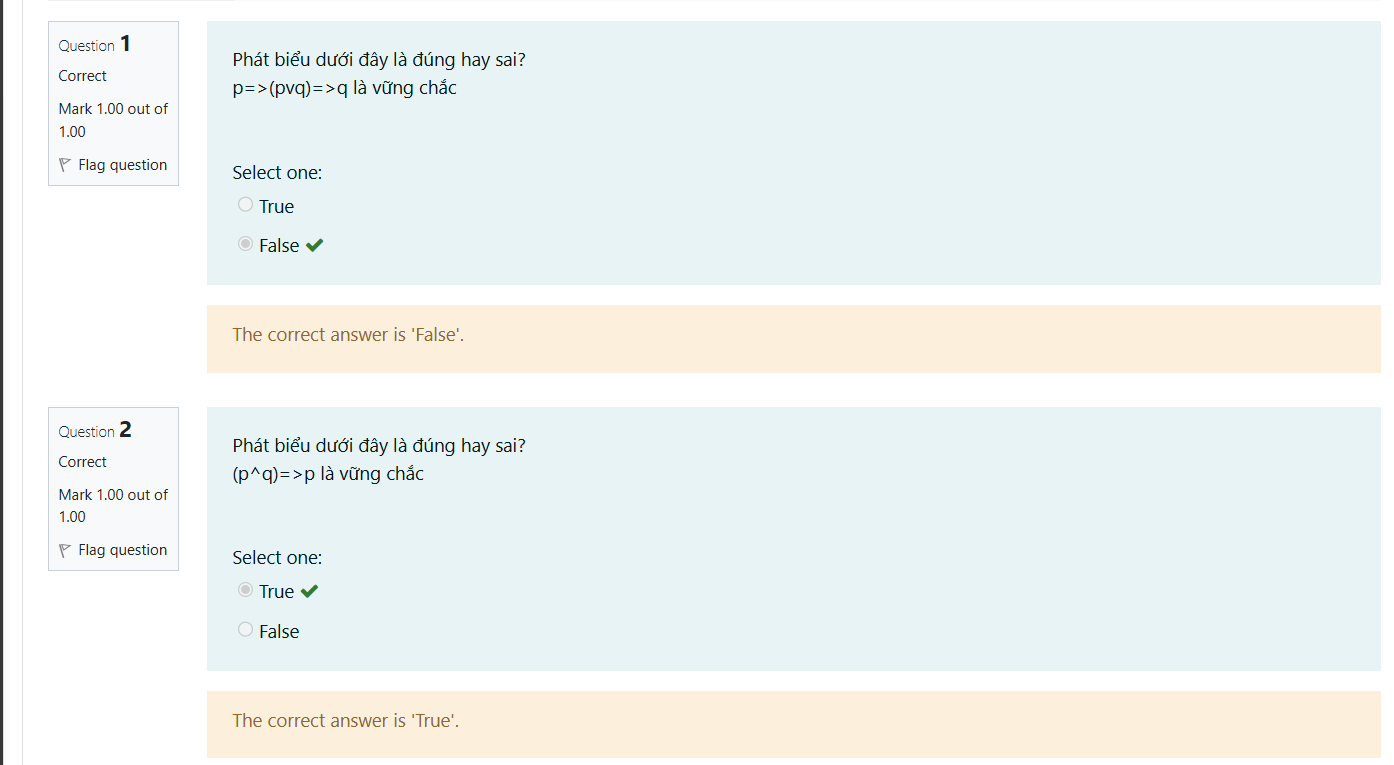 Question 1
Correct
Mark 1.00 out of
1.00
Flag question
Phát biểu dưới đây là đúng hay sai?
p=>(pvq)=>q là vững chắc
Select one:
True
False
The correct answer is 'False'.
Question 2
Correct
Mark 1.00 out of
1.00
Flag question
Phát biểu dưới đây là đúng hay sai?
(p^q)=>p là vững chắc
Select one:
True
False
The correct answer is 'True'.